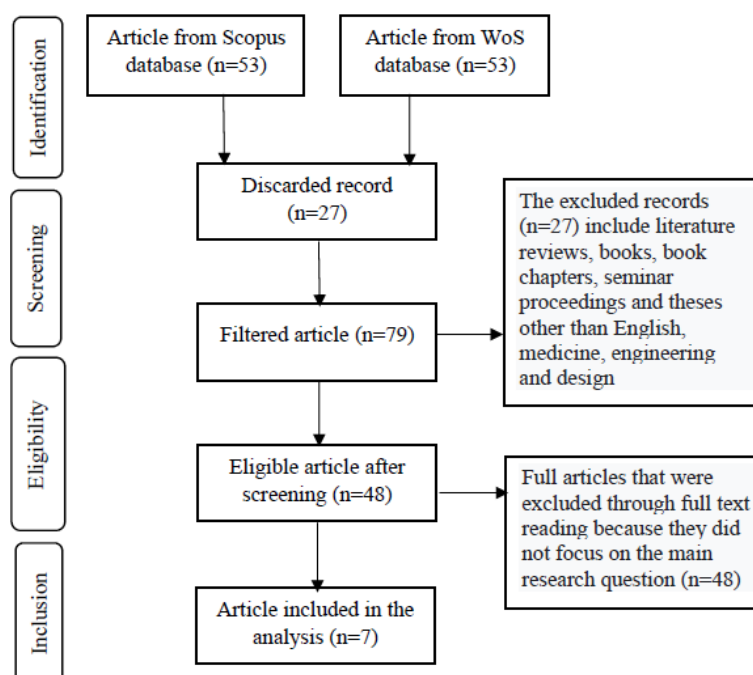 Identification
Article from Scopus
database (n=53)
Article from WoS
database (n=53)
Discarded record
(n=27)
Screening
The excluded records
(n=27) include literature
reviews, books, book
chapters, seminar
proceedings and theses
other than English,
medicine, engineering
and design
Filtered article (n=79)
Eligibility
Eligible article after
screening (n=48)
Full articles that were
excluded through full text
reading because they did
not focus on the main
research question (n=48)
Inclusion
Article included in the
analysis (n=7)